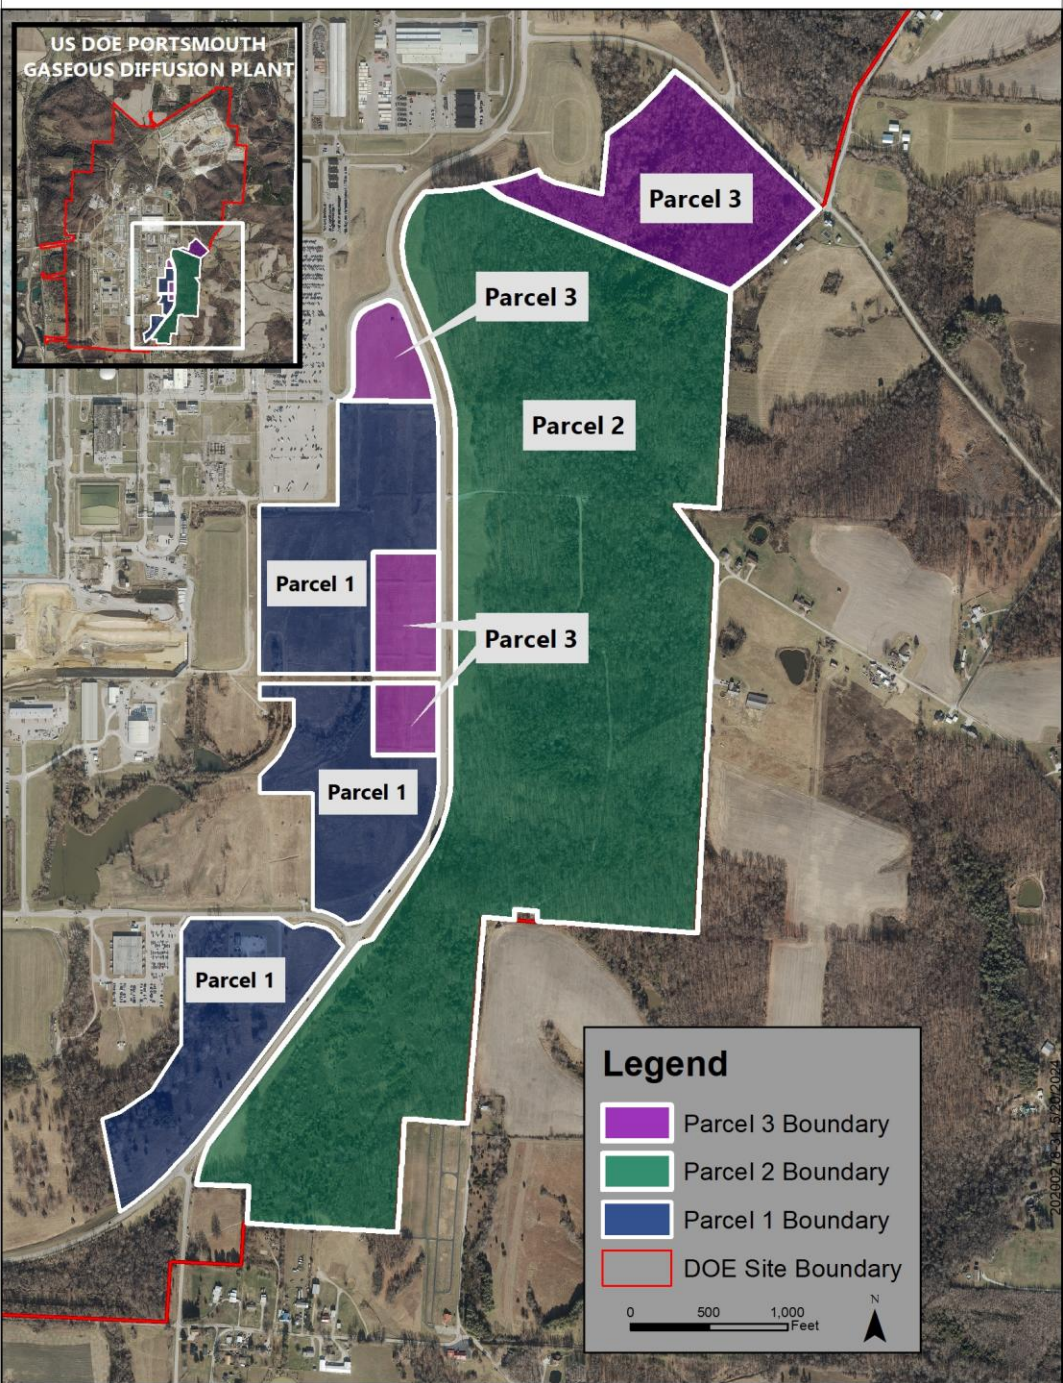 US DOE PORTSMOUTH
GASEOUS DIFFUSION PLANT
Parcel 3
Parcel 3
Parcel 2
Parcel 1
Parcel 3
Parcel 1
Parcel 1
Legend
Parcel 3 Boundary
Parcel 2 Boundary
Parcel 1 Boundary
DOE Site Boundary
0 500 1,000
Feet
N